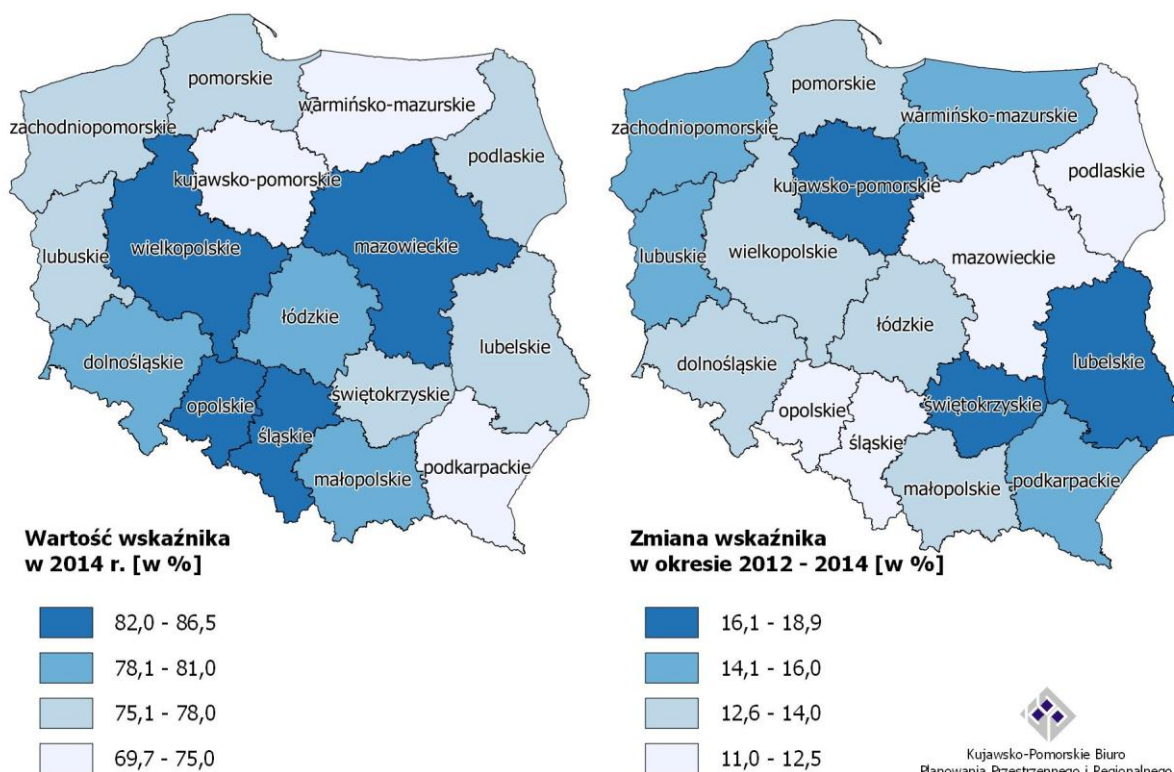 pomorskie
warmińsko-mazurskie
zachodniopomorskie
podlaskie
kujawsko-pomorskie
lubuskie
wielkopolskie
mazowieckie
łódzkie
dolnośląskie
lubelskie
opolskie
świętokrzyskie
śląskie
małopolskie
podkarpackie
Wartość wskaźnika
w 2014 r. [w %]
82,0 - 86,5
78,1 - 81,0
75,1 - 78,0
69,7 - 75,0
pomorskie
warmińsko-mazurskie
zachodniopomorskie
podlaskie
kujawsko-pomorskie
lubuskie
wielkopolskie
mazowieckie
łódzkie
dolnośląskie
lubelskie
opolskie
świętokrzyskie
śląskie
małopolskie
podkarpackie
Zmiana wskaźnika
w okresie 2012 - 2014 [w %]
16,1 - 18,9
14,1 - 16,0
12,6 - 14,0
11,0 - 12,5
Kujawsko-Pomorskie Biuro
Planowania Przestrzennego i Regionalnego